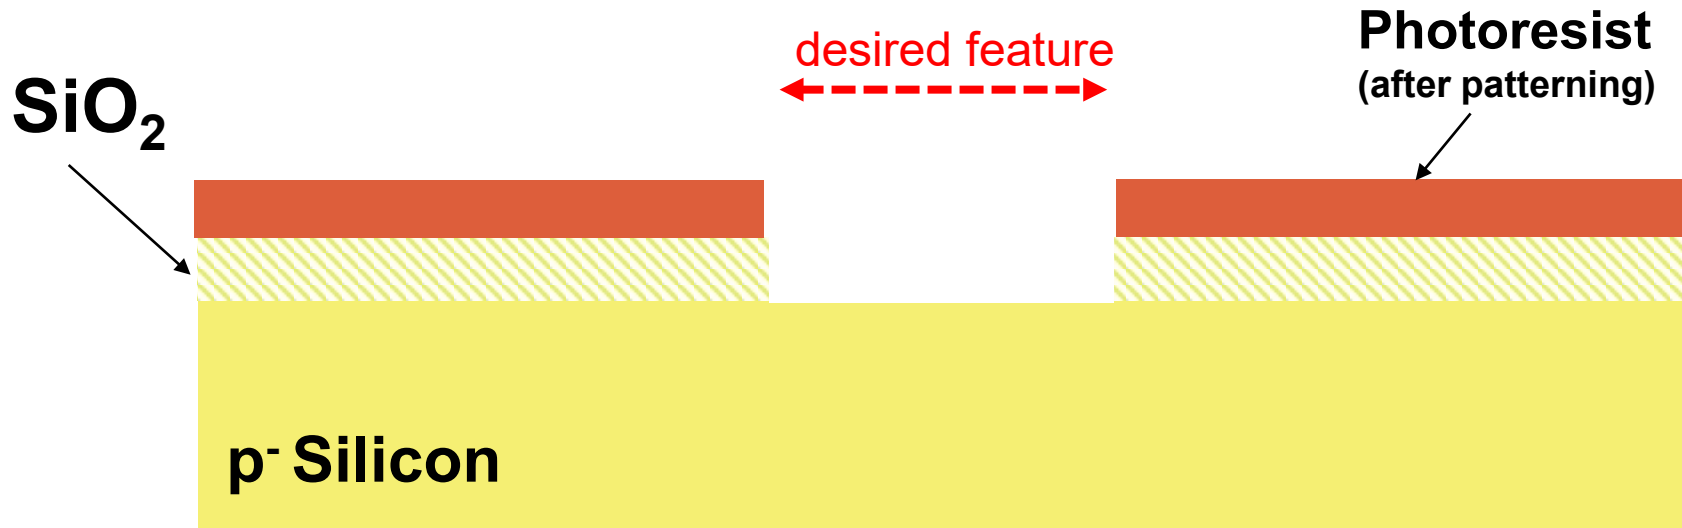 desired feature
Photoresist
(after patterning)
SiO₂
p⁻ Silicon